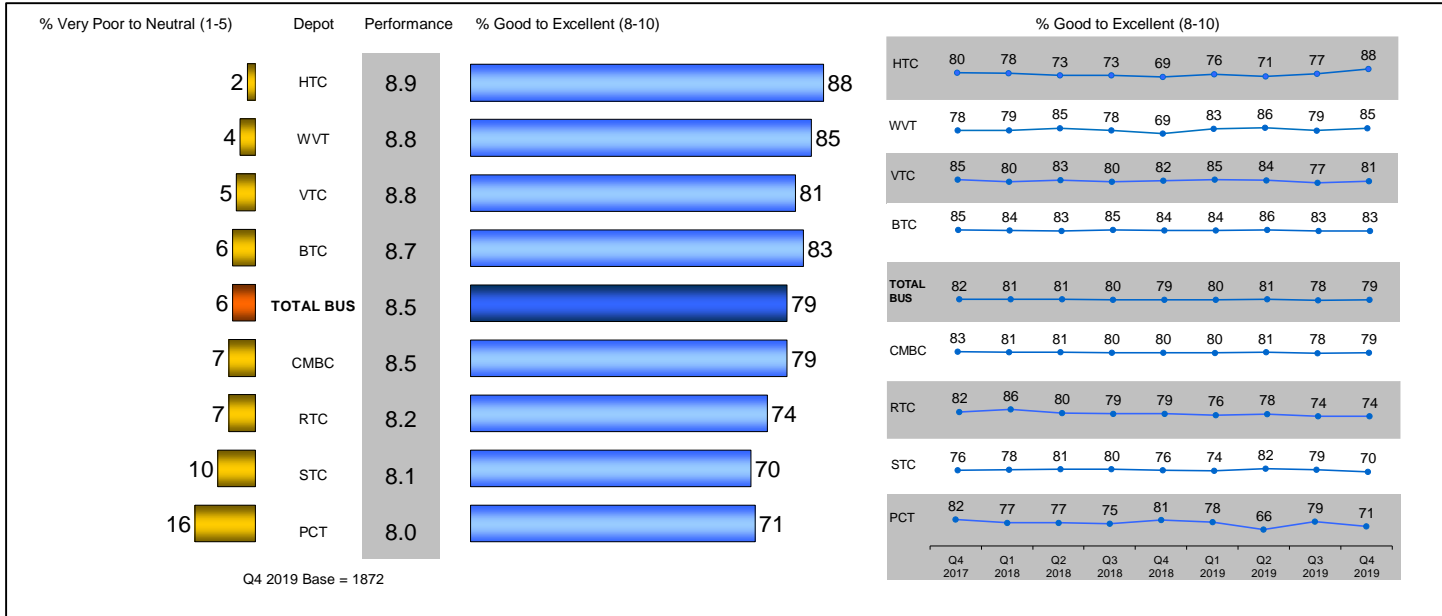 % Very Poor to Neutral (1-5) Depot Performance % Good to Excellent (8-10)
2 HTC 8.9 88
4 WVT 8.8 85
5 VTC 8.8 81
6 BTC 8.7 83
6 TOTAL BUS 8.5 79
7 CMBC 8.5 79
7 RTC 8.2 74
10 STC 8.1 70
16 PCT 8.0 71
Q4 2019 Base = 1872
% Good to Excellent (8-10)
HTC 80 78 73 73 69 76 71 77 88
WVT 78 79 85 78 69 83 86 79 85
VTC 85 80 83 80 82 85 84 77 81
BTC 85 84 83 85 84 84 86 83 83
TOTAL
BUS 82 81 81 80 79 80 81 78 79
CMBC 83 81 81 80 80 80 81 78 79
RTC 82 86 80 79 79 76 78 74 74
STC 76 78 81 80 76 74 82 79 70
PCT 82 77 77 75 81 78 66 79 71
Q4 Q1 Q2 Q3 Q4 Q1 Q2 Q3 Q4
2017 2018 2018 2018 2018 2019 2019 2019 2019